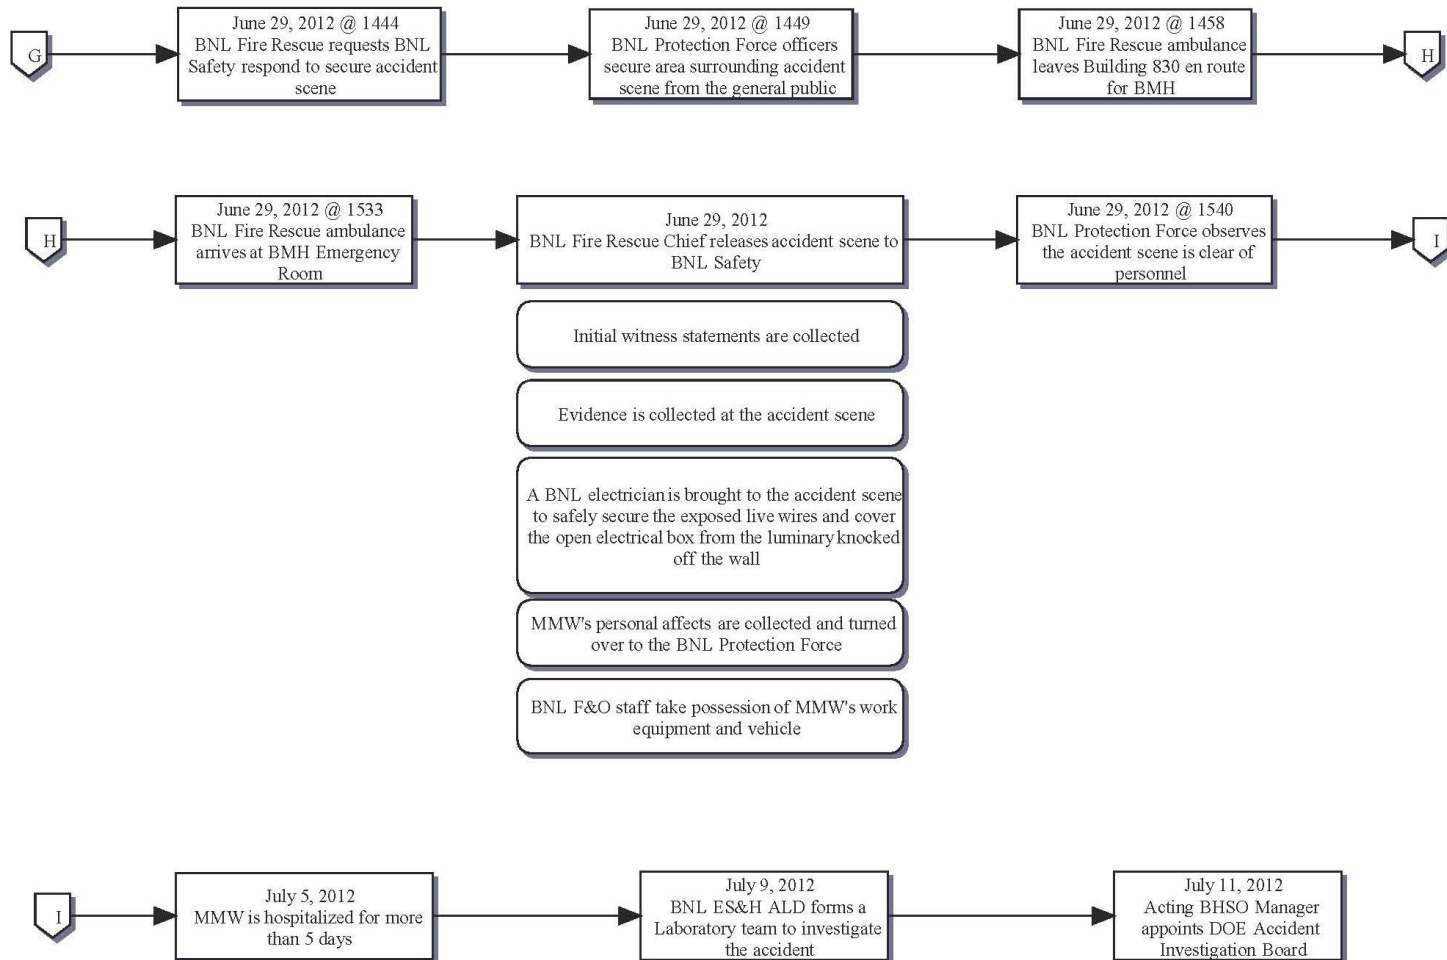 G
June 29, 2012 @ 1444
BNL Fire Rescue requests BNL
Safety respond to secure accident
scene
June 29, 2012 @ 1449
BNL Protection Force officers
secure area surrounding accident
scene from the general public
June 29, 2012 @ 1458
BNL Fire Rescue ambulance
leaves Building 830 en route
for BMH
H
H
June 29, 2012 @ 1533
BNL Fire Rescue ambulance
arrives at BMH Emergency
Room
June 29, 2012
BNL Fire Rescue Chief releases accident scene to
BNL Safety
June 29, 2012 @ 1540
BNL Protection Force observes
the accident scene is clear of
personnel
I
Initial witness statements are collected
Evidence is collected at the accident scene
A BNL electrician is brought to the accident scene
to safely secure the exposed live wires and cover
the open electrical box from the luminary knocked
off the wall
MMW's personal affects are collected and turned
over to the BNL Protection Force
BNL F&O staff take possession of MMW's work
equipment and vehicle
I
July 5, 2012
MMW is hospitalized for more
than 5 days
July 9, 2012
BNL ES&H ALD forms a
Laboratory team to investigate
the accident
July 11, 2012
Acting BHSO Manager
appoints DOE Accident
Investigation Board